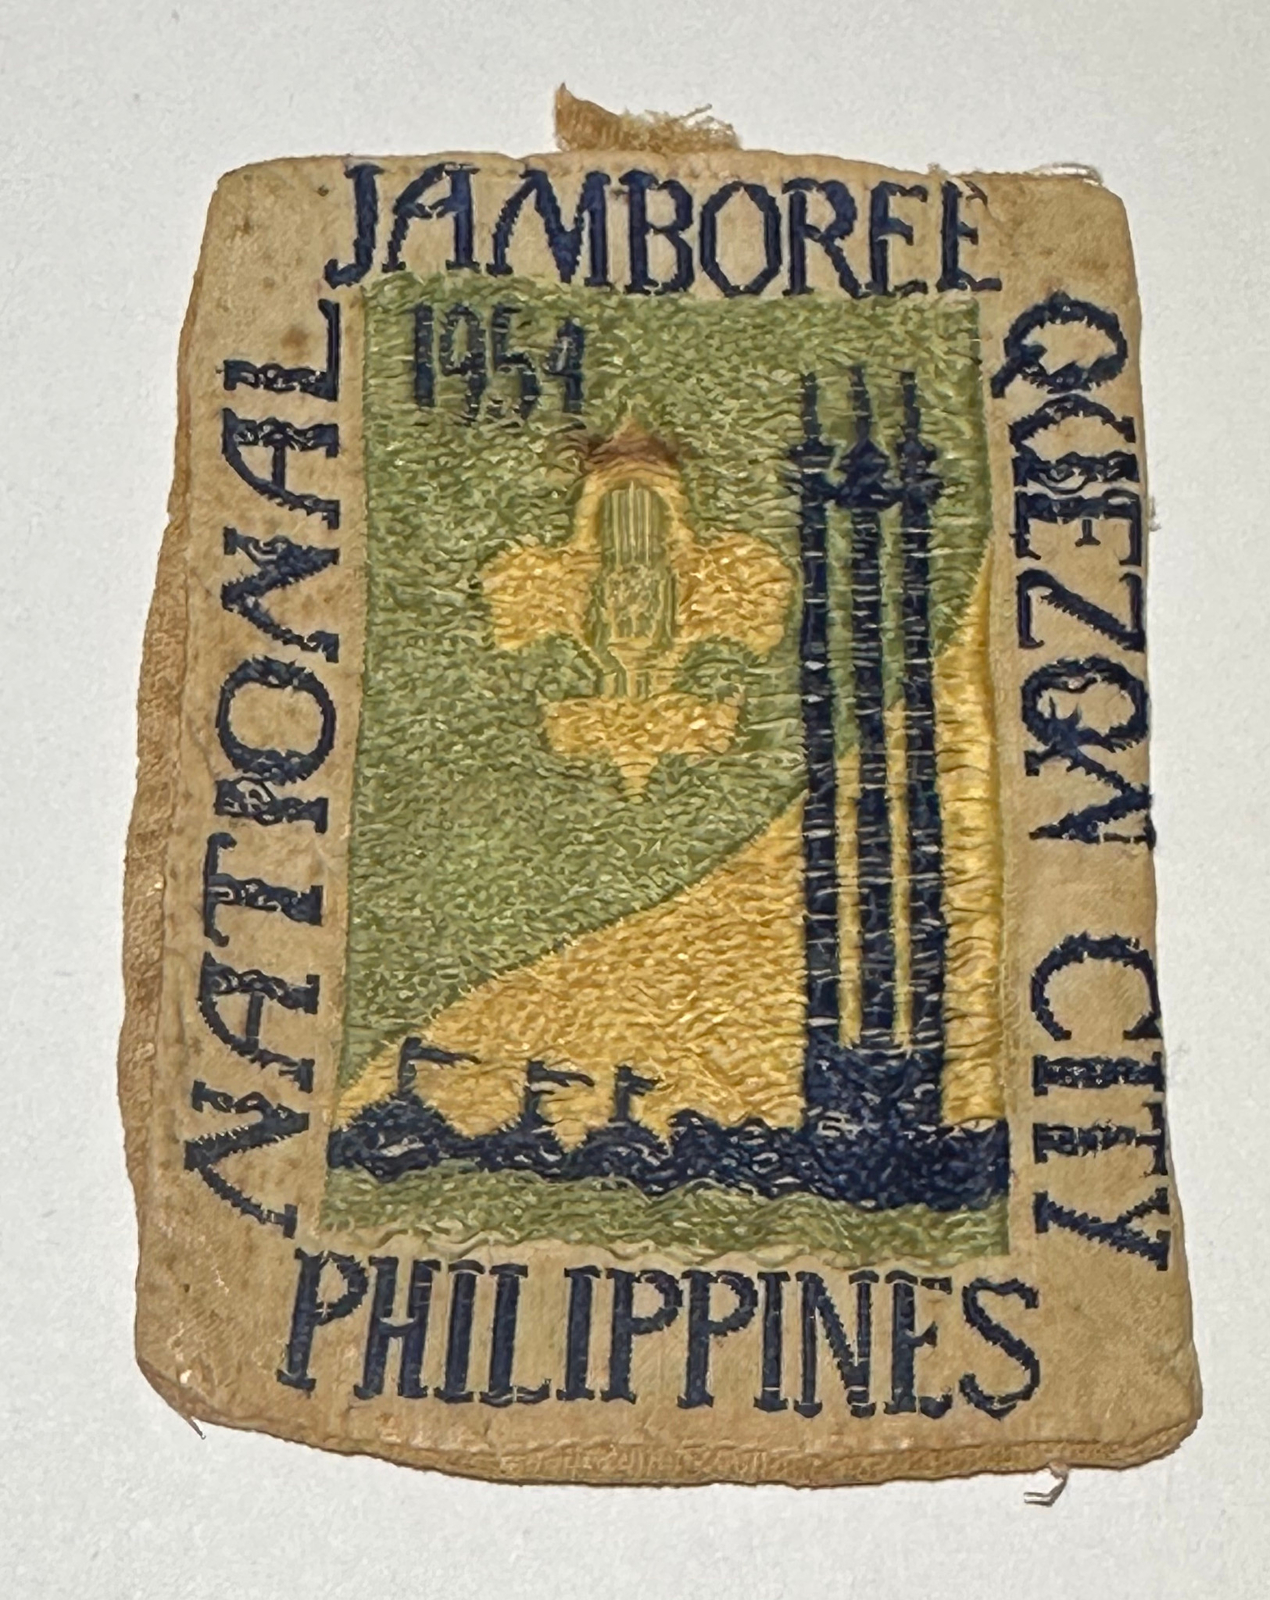 NATIONAL
JAMBOREE
QUEZON CITY
PHILIPPINES
1954